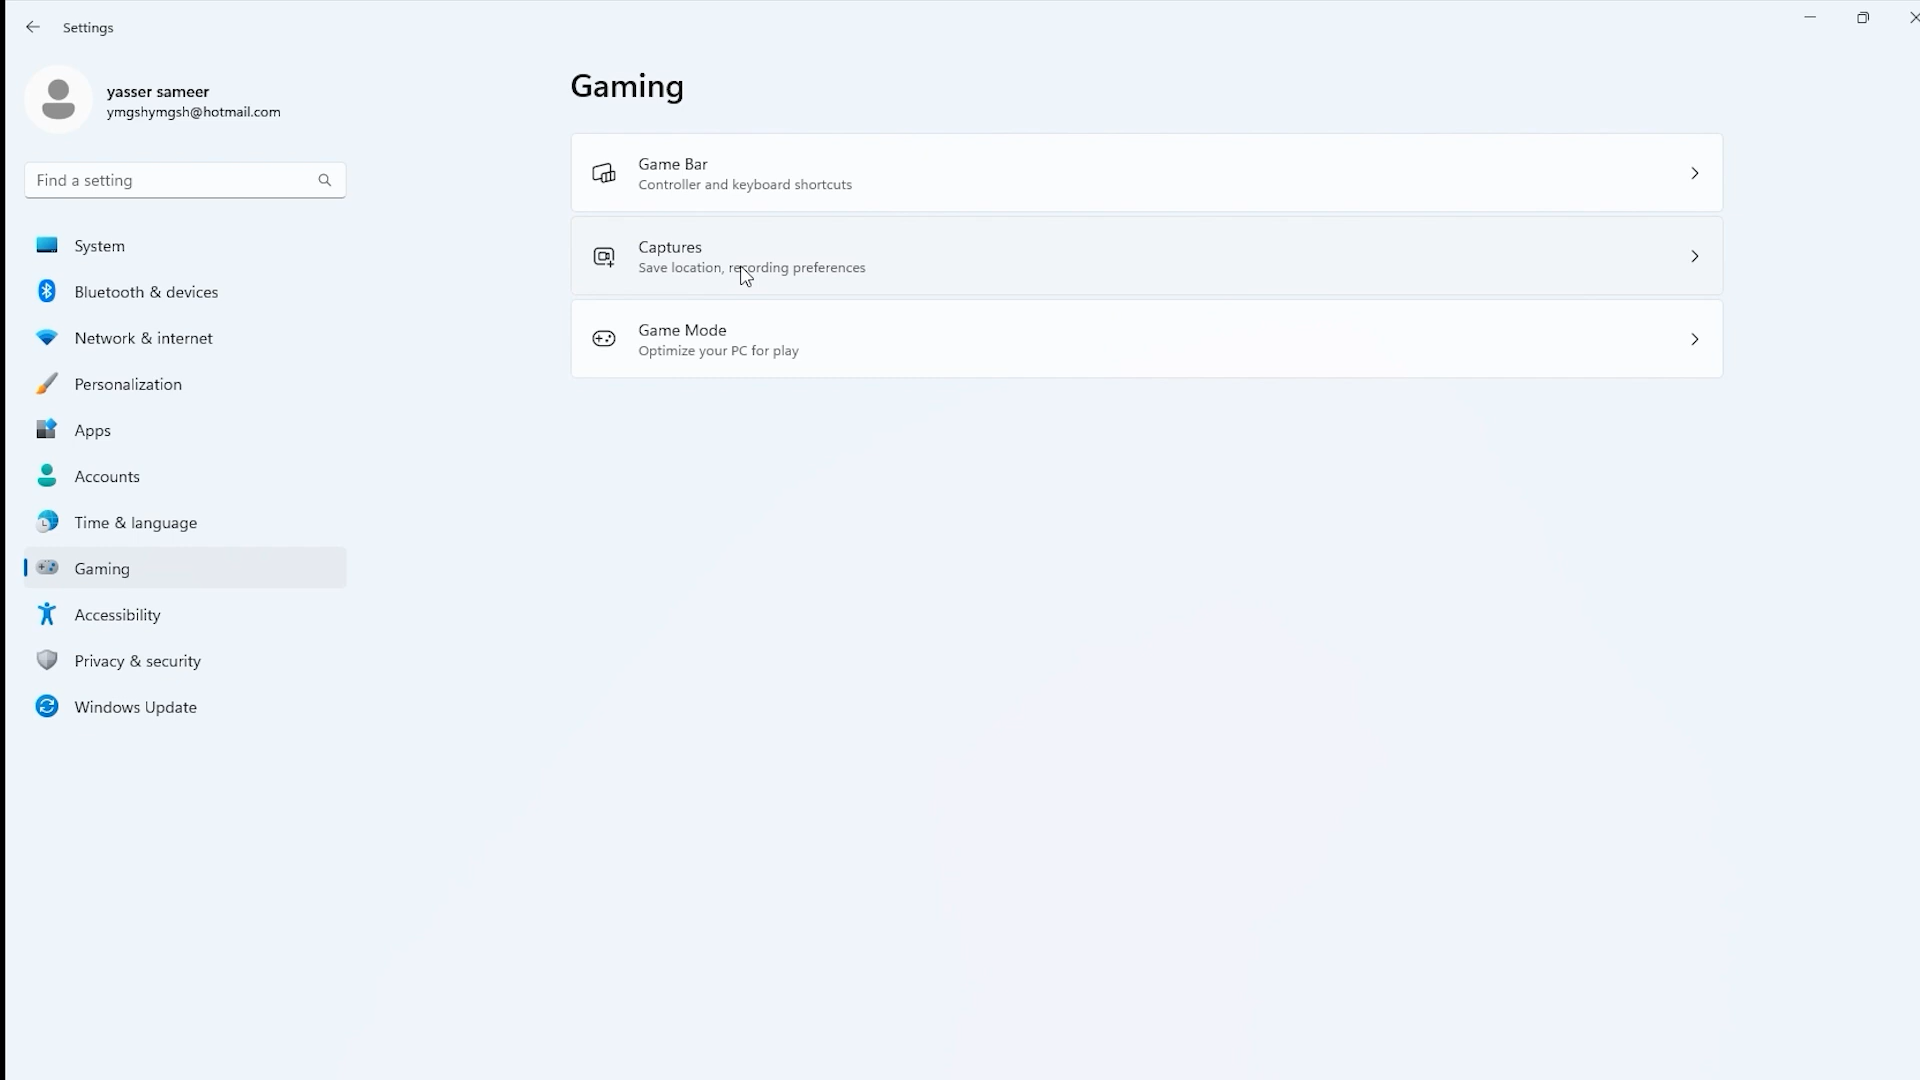 Settings
yasser sameer
ymgshymgsh@hotmail.com
Find a setting
System
Bluetooth & devices
Network & internet
Personalization
Apps
Accounts
Time & language
Gaming
Accessibility
Privacy & security
Windows Update
Gaming
Game Bar
Controller and keyboard shortcuts
Captures
Save location, recording preferences
Game Mode
Optimize your PC for play